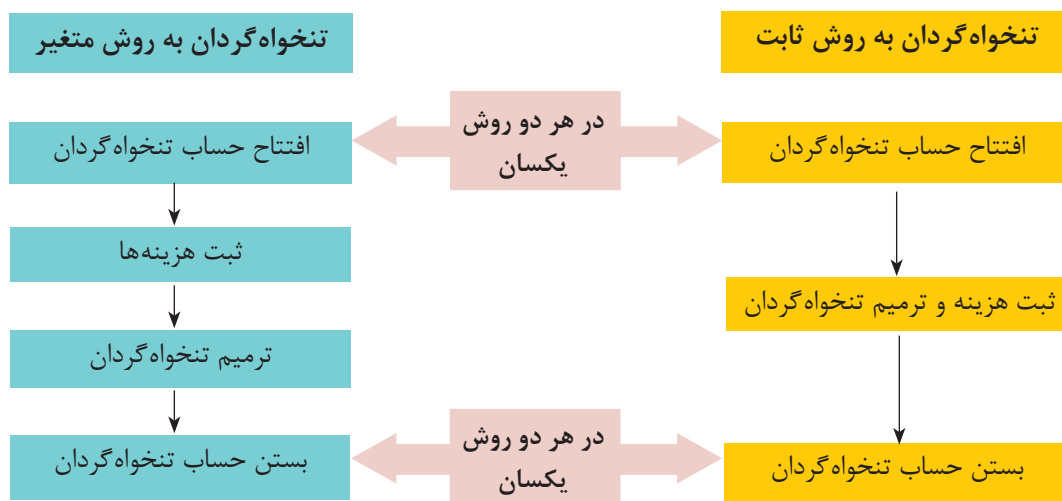 تنخواه‌گردان به روش ثابت
تنخواه‌گردان به روش متغیر
افتتاح حساب تنخواه‌گردان
در هر دو روش
یکسان
افتتاح حساب تنخواه‌گردان
ثبت هزینه‌ها
ثبت هزینه و ترمیم تنخواه‌گردان
ترمیم تنخواه‌گردان
بستن حساب تنخواه‌گردان
در هر دو روش
یکسان
بستن حساب تنخواه‌گردان